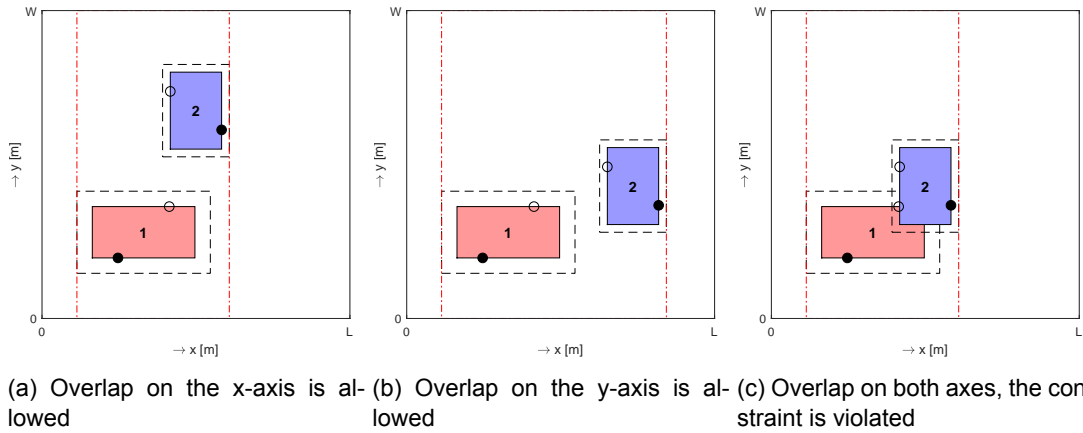 W
2
1
0
0
L
→ x [m]
→ y [m]
W
2
1
0
0
L
→ x [m]
→ y [m]
W
2
1
0
0
L
→ x [m]
→ y [m]
(a) Overlap on the x-axis is al-
lowed
(b) Overlap on the y-axis is al-
lowed
(c) Overlap on both axes, the con
straint is violated